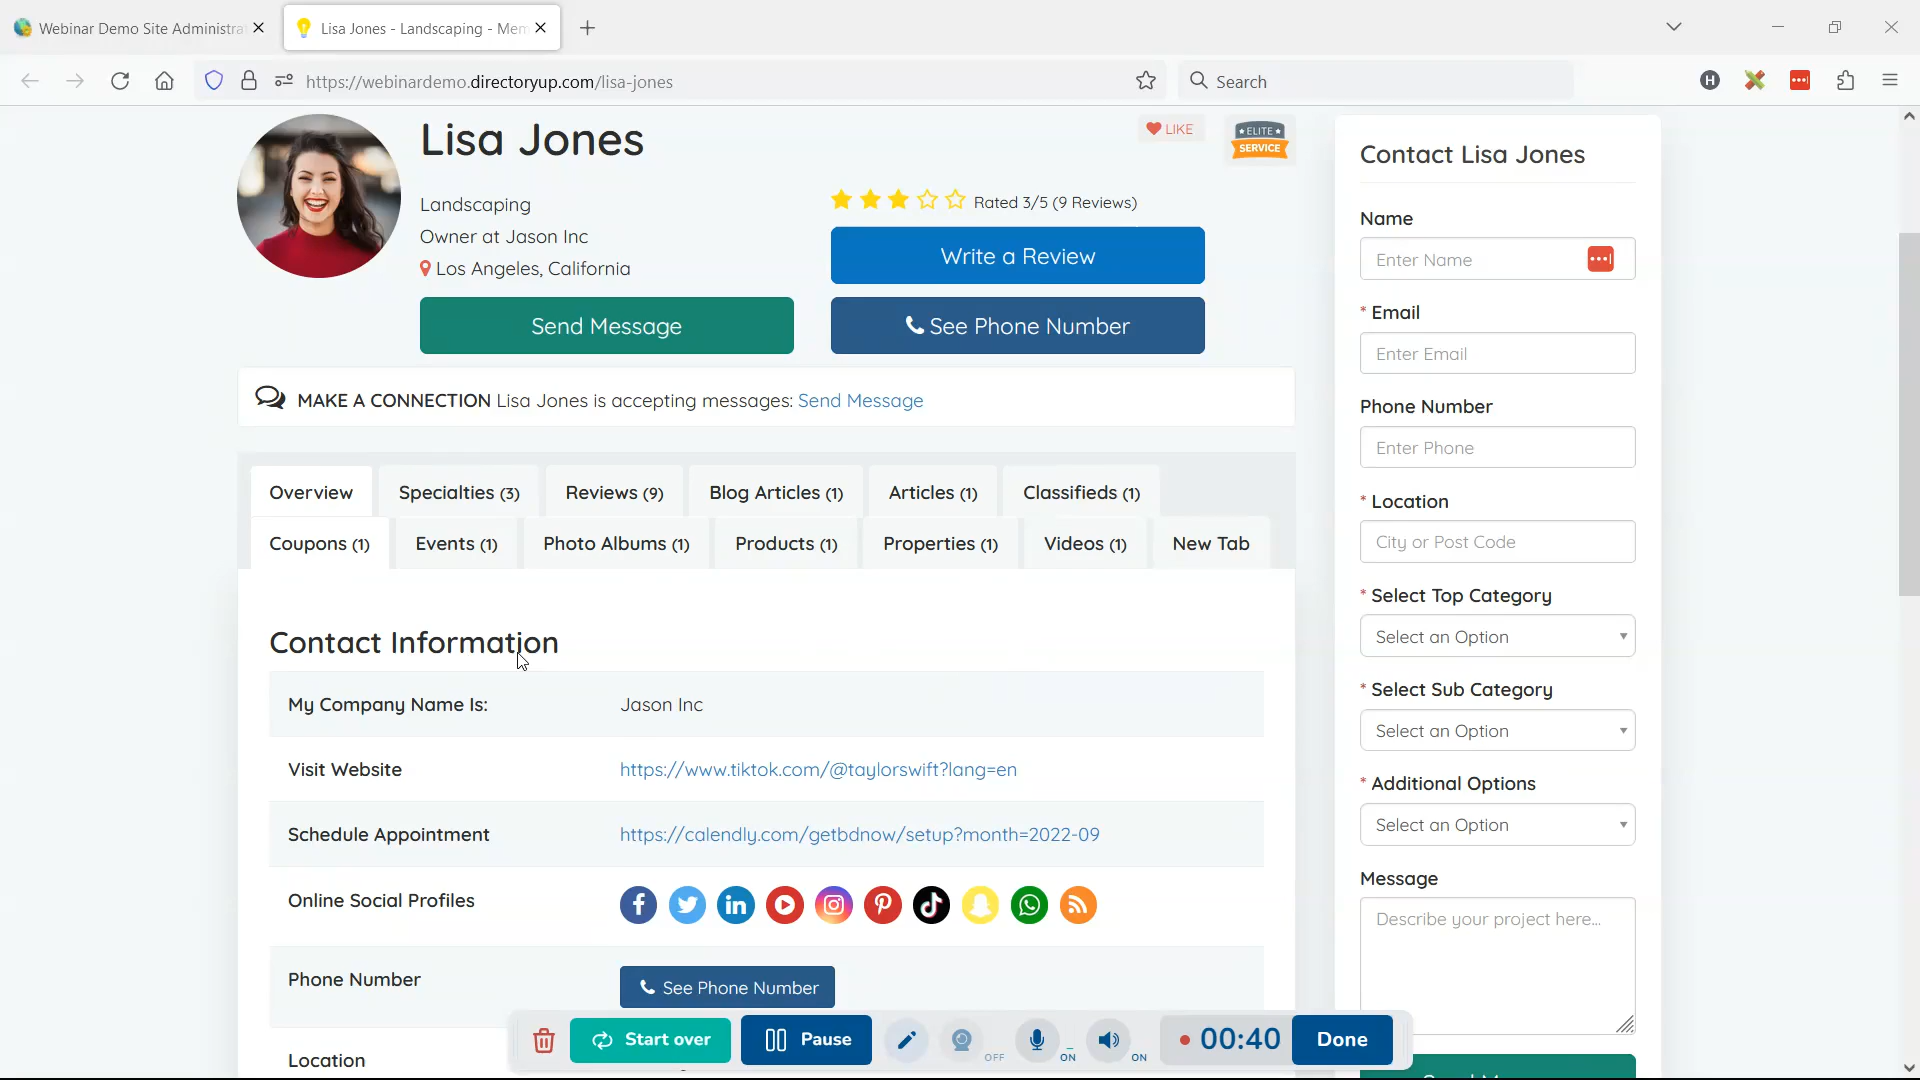 Webinar Demo Site Administra
Lisa Jones - Landscaping - Mem
https://webinardemo.directoryup.com/lisa-jones
Search
H
Lisa Jones
LIKE
ELITE
SERVICE
Landscaping
Owner at Jason Inc
Los Angeles, California
Rated 3/5 (9 Reviews)
Write a Review
Send Message
See Phone Number
MAKE A CONNECTION Lisa Jones is accepting messages: Send Message
Overview
Specialties (3)
Reviews (9)
Blog Articles (1)
Articles (1)
Classifieds (1)
Coupons (1)
Events (1)
Photo Albums (1)
Products (1)
Properties (1)
Videos (1)
New Tab
Contact Information
My Company Name Is:
Jason Inc
Visit Website
https://www.tiktok.com/@taylorswift?lang=en
Schedule Appointment
https://calendly.com/getbdnow/setup?month=2022-09
Online Social Profiles
Phone Number
See Phone Number
Location
Contact Lisa Jones
Name
Enter Name
* Email
Enter Email
Phone Number
Enter Phone
* Location
City or Post Code
* Select Top Category
Select an Option
* Select Sub Category
Select an Option
* Additional Options
Select an Option
Message
Describe your project here...
Start over
Pause
OFF
ON
ON
00:40
Done